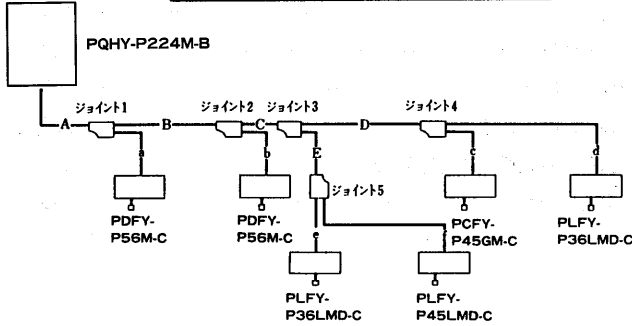 PQHY-P224M-B
ジョイント1
ジョイント2
ジョイント3
ジョイント4
A
B
C
D
a
b
E
c
d
ジョイント5
PDFY-
P56M-C
PDFY-
P56M-C
PCFY-
P45GM-C
PLFY-
P36LMD-C
e
PLFY-
P36LMD-C
PLFY-
P45LMD-C